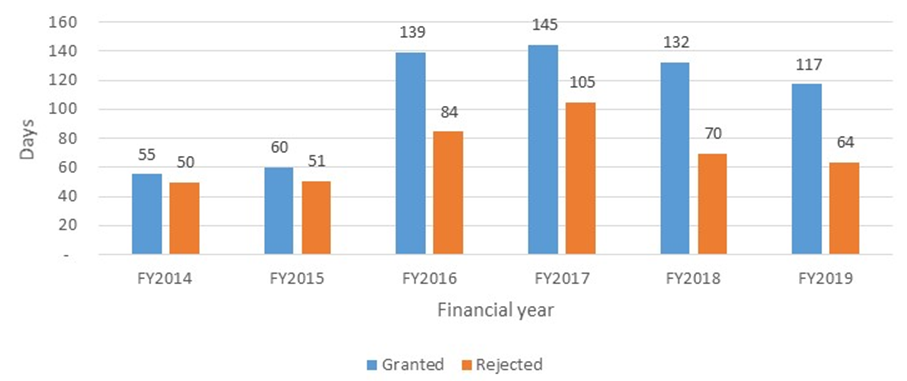 160
140
120
100
80
60
40
20
-
Days
55
50
60
51
139
84
145
105
132
70
117
64
FY2014
FY2015
FY2016
FY2017
FY2018
FY2019
Financial year
Granted
Rejected